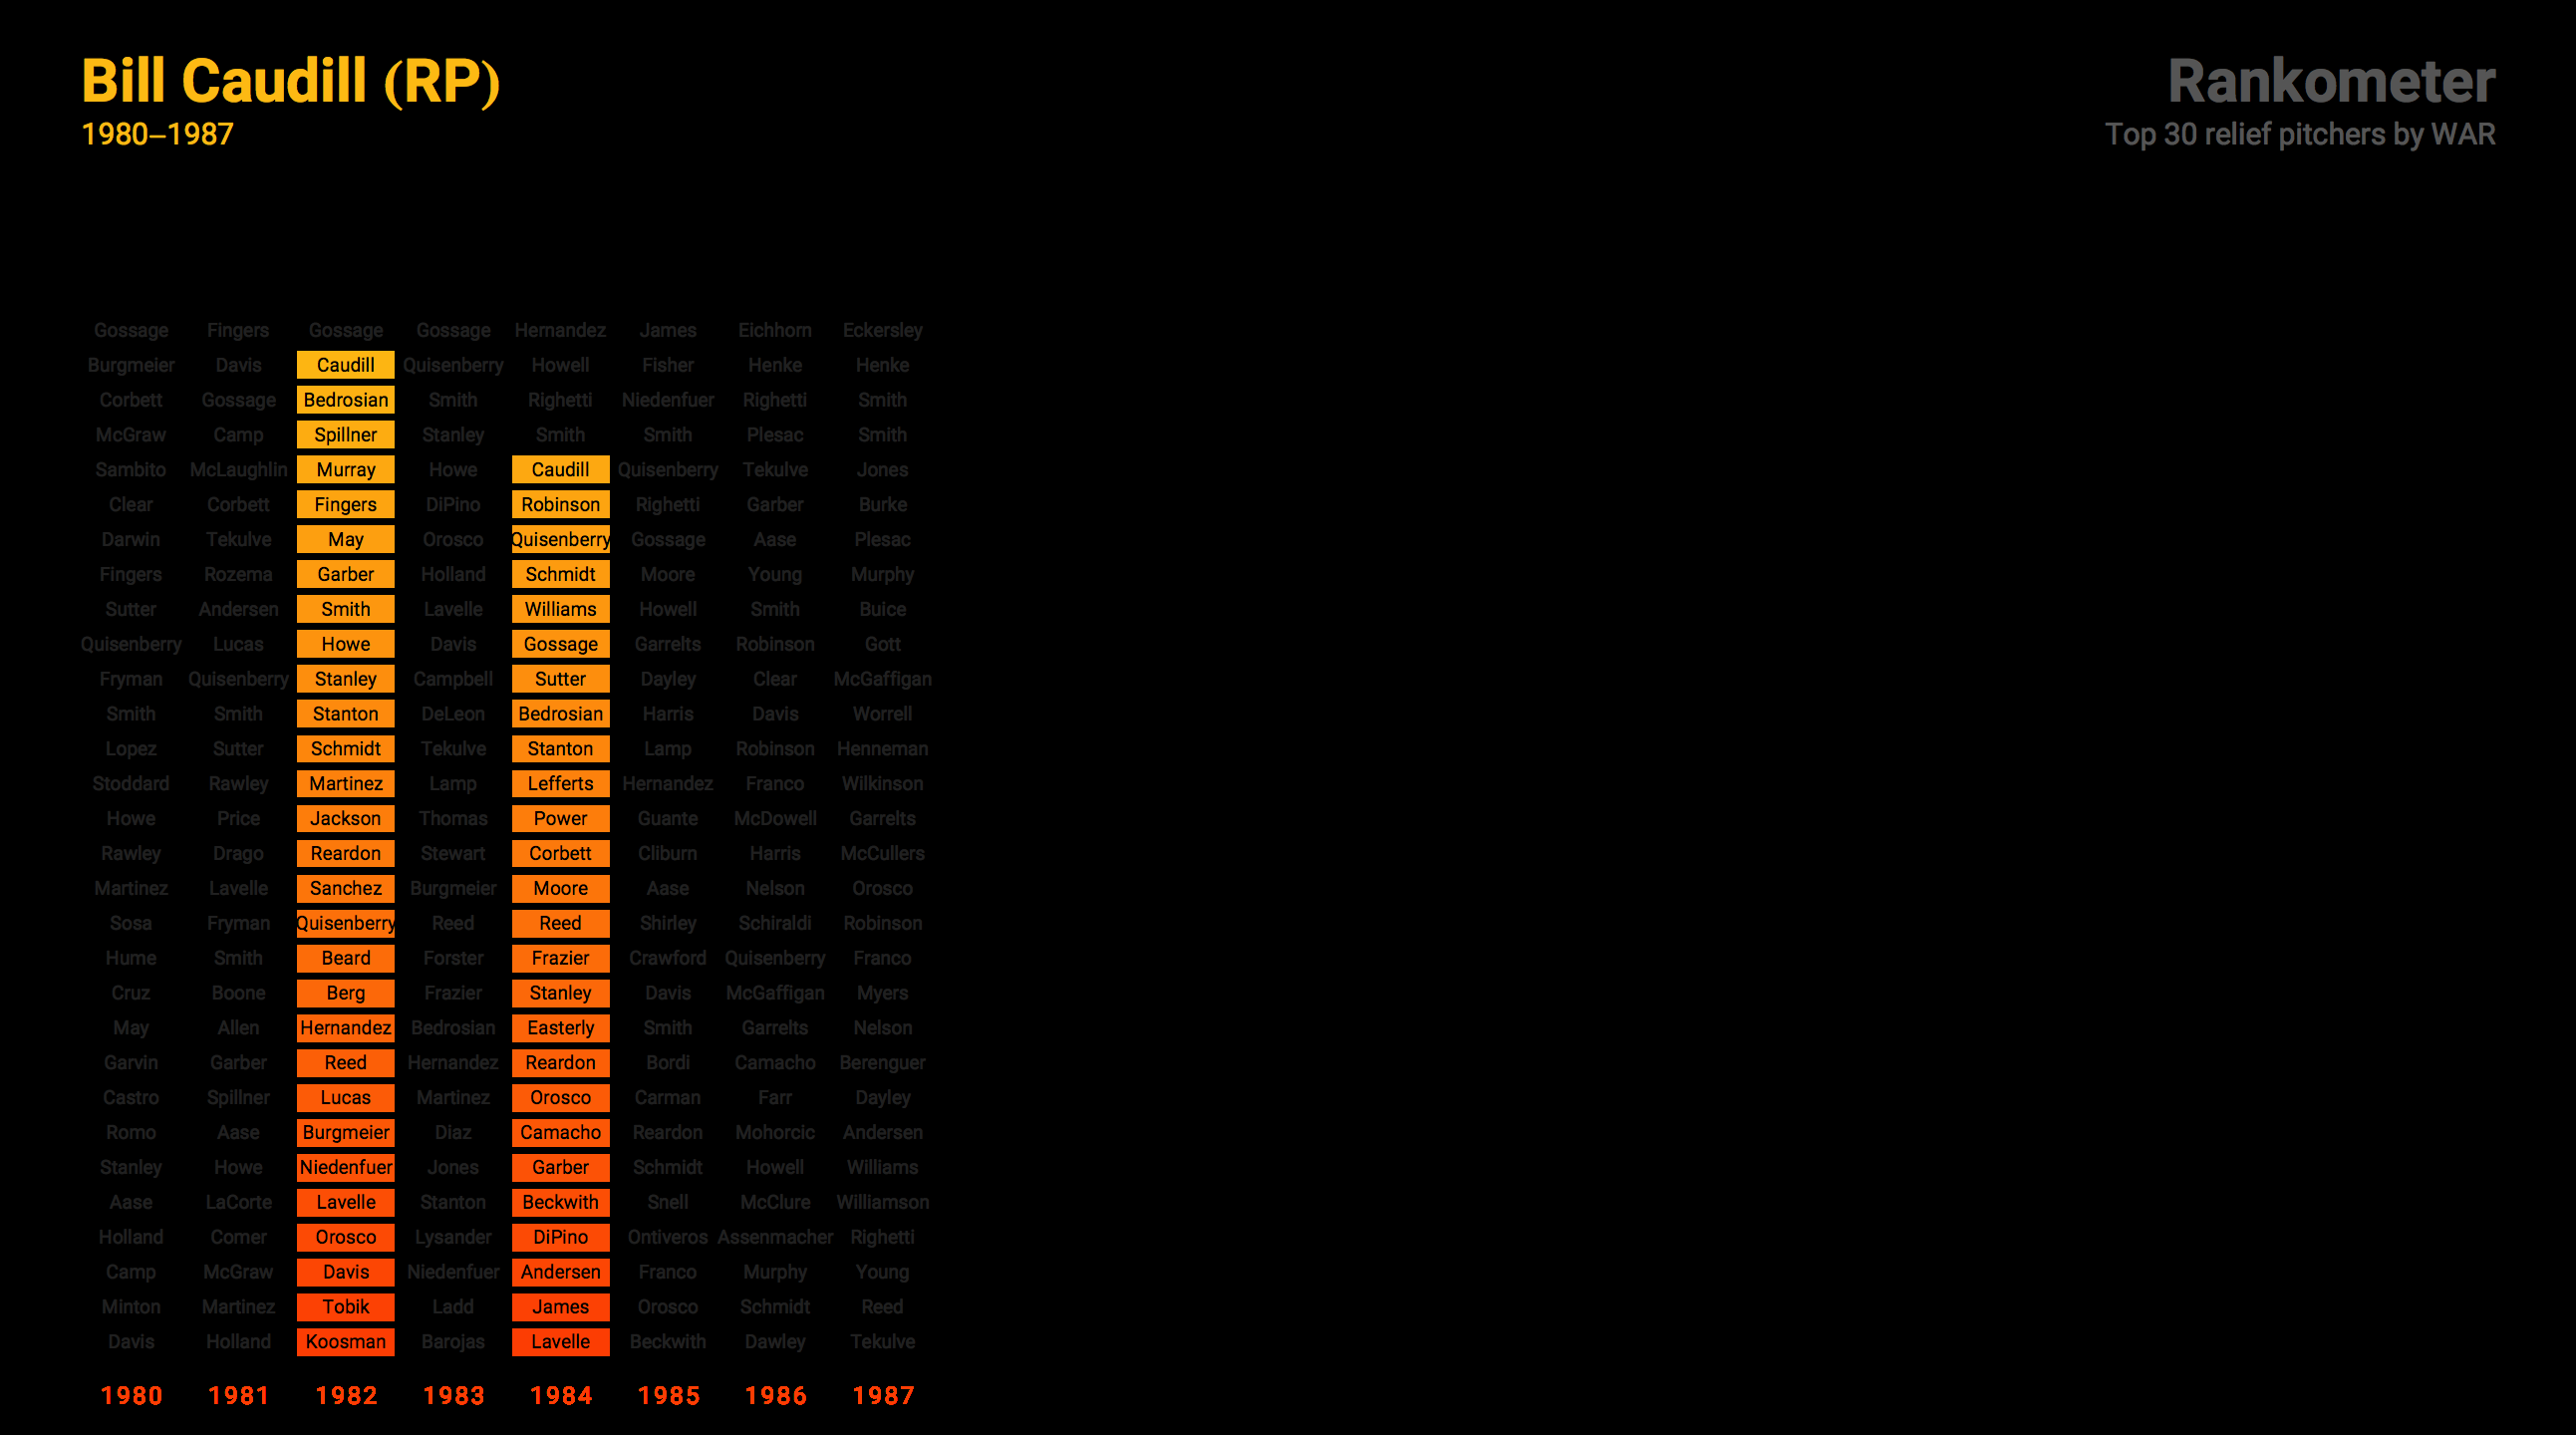 Bill Caudill (RP)
1980–1987
Rankometer
Top 30 relief pitchers by WAR
Gossage Fingers Gossage Gossage Hernandez James Eichhorn Eckersley
Burgmeier Davis Caudill Quisenberry Howell Fisher Henke Henke
Corbett Gossage Bedrosian Smith Righetti Niedenfuer Righetti Smith
McGraw Camp Spillner Stanley Smith Smith Plesac Smith
Sambito McLaughlin Murray Howe Caudill Quisenberry Tekulve Jones
Clear Corbett Fingers DiPino Robinson Righetti Garber Burke
Darwin Tekulve May Orosco Quisenberry Gossage Aase Plesac
Fingers Rozema Garber Holland Schmidt Moore Young Murphy
Sutter Andersen Smith Lavelle Williams Howell Smith Buice
Quisenberry Lucas Howe Davis Gossage Garrelts Robinson Gott
Fryman Quisenberry Stanley Campbell Sutter Dayley Clear McGaffigan
Smith Smith Stanton DeLeon Bedrosian Harris Davis Worrell
Lopez Sutter Schmidt Tekulve Stanton Lamp Robinson Henneman
Stoddard Rawley Martinez Lamp Lefferts Hernandez Franco Wilkinson
Howe Price Jackson Thomas Power Guante McDowell Garrelts
Rawley Drago Reardon Stewart Corbett Cliburn Harris McCullers
Martinez Lavelle Sanchez Burgmeier Moore Aase Nelson Orosco
Sosa Fryman Quisenberry Reed Reed Shirley Schiraldi Robinson
Hume Smith Beard Forster Frazier Crawford Quisenberry Franco
Cruz Boone Berg Frazier Stanley Davis McGaffigan Myers
May Allen Hernandez Bedrosian Easterly Smith Garrelts Nelson
Garvin Garber Reed Hernandez Reardon Bordi Camacho Berenguer
Castro Spillner Lucas Martinez Orosco Carman Farr Dayley
Romo Aase Burgmeier Diaz Camacho Reardon Mohorcic Andersen
Stanley Howe Niedenfuer Jones Garber Schmidt Howell Williams
Aase LaCorte Lavelle Stanton Beckwith Snell McClure Williamson
Holland Comer Orosco Lysander DiPino Ontiveros Assenmacher Righetti
Camp McGraw Davis Niedenfuer Andersen Franco Murphy Young
Minton Martinez Tobik Ladd James Orosco Schmidt Reed
Davis Holland Koosman Barojas Lavelle Beckwith Dawley Tekulve
1980 1981 1982 1983 1984 1985 1986 1987